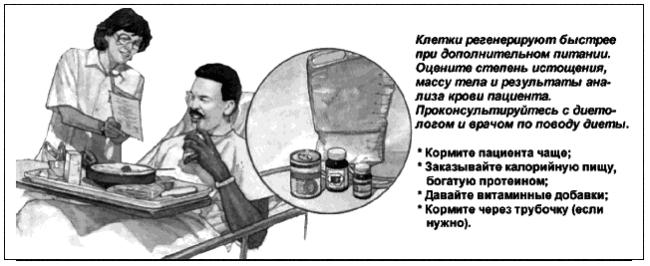 Клетки регенерируют быстрее
при дополнительном питании.
Оцените степень истощения,
массу тела и результаты ана-
лиза крови пациента.
Проконсультируйтесь с дието-
логом и врачом по поводу диеты.
* Кормите пациента чаще;
* Заказывайте калорийную пищу,
богатую протеином;
* Давайте витаминные добавки;
* Кормите через трубочку (если
нужно).